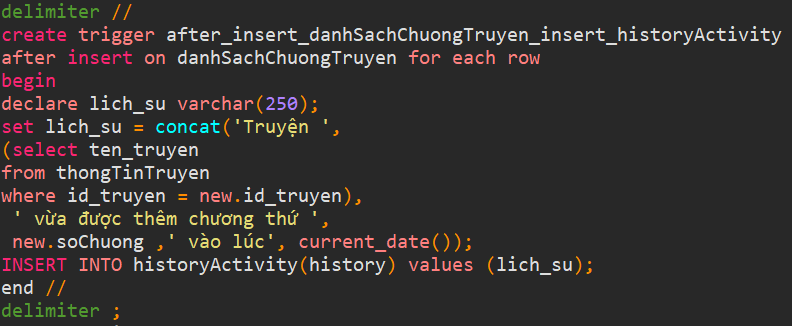 delimiter //
create trigger after_insert_danhSachChuongTruyen_insert_historyActivity
after insert on danhSachChuongTruyen for each row
begin
declare lich_su varchar(250);
set lich_su = concat('Truyện ',
(select ten_truyen
from thongTinTruyen
where id_truyen = new.id_truyen),
' vừa được thêm chương thứ ',
new.soChuong ,' vào lúc', current_date());
INSERT INTO historyActivity(history) values (lich_su);
end //
delimiter ;